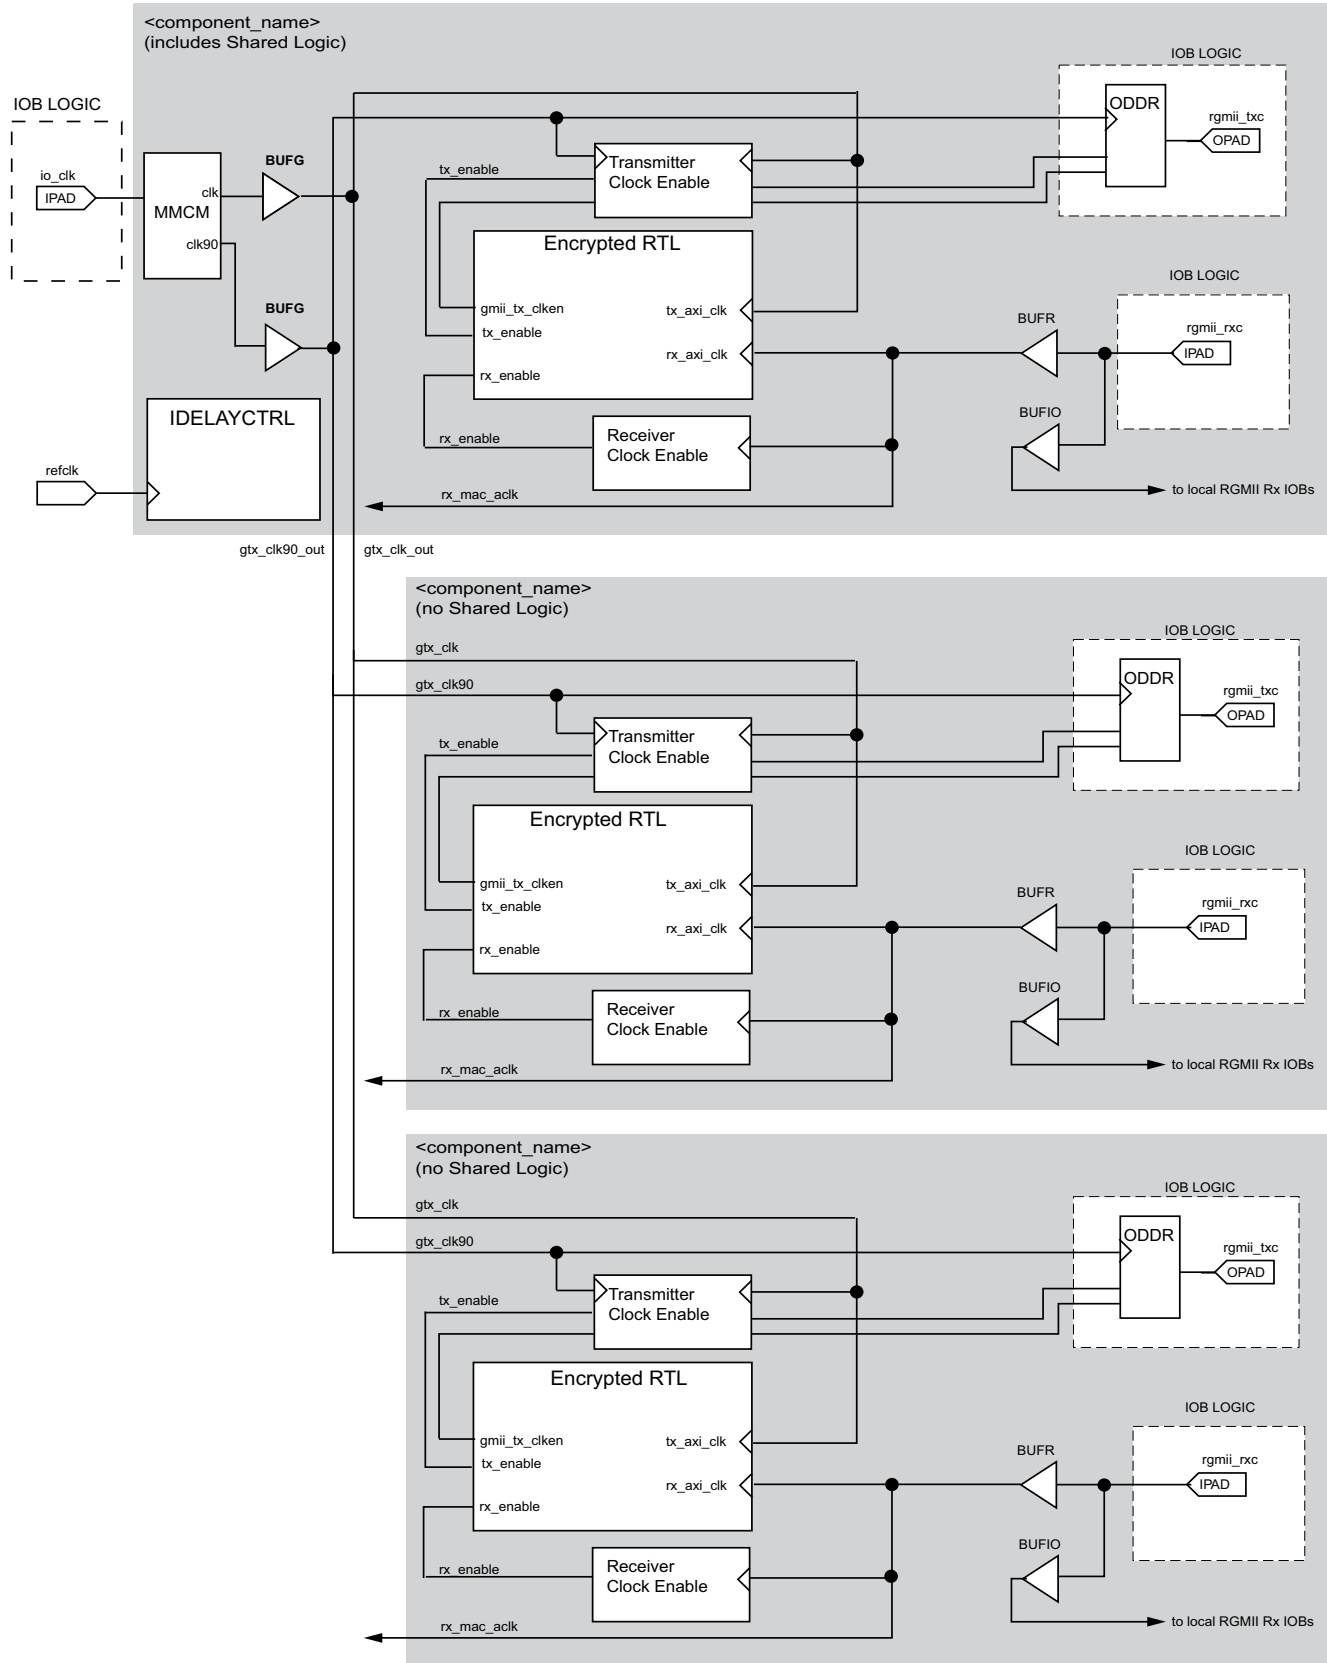 <component_name>
(includes Shared Logic)
IOB LOGIC
IOB LOGIC
ODDR
rgmii_txc
OPAD
BUFG
io_clk
IPAD
clk
MMCM
clk90
tx_enable
Transmitter
Clock Enable
Encrypted RTL
gmii_tx_clken
tx_axi_clk
tx_enable
rx_axi_clk
rx_enable
IOB LOGIC
BUFR
rgmii_rxc
IPAD
BUFG
BUFIO
IDELAYCTRL
rx_enable
Receiver
Clock Enable
refclk
rx_mac_aclk
to local RGMII Rx IOBs
gtx_clk90_out
gtx_clk_out
<component_name>
(no Shared Logic)
IOB LOGIC
gtx_clk
gtx_clk90
ODDR
rgmii_txc
OPAD
tx_enable
Transmitter
Clock Enable
Encrypted RTL
gmii_tx_clken
tx_axi_clk
tx_enable
rx_axi_clk
rx_enable
IOB LOGIC
BUFR
rgmii_rxc
IPAD
BUFIO
rx_enable
Receiver
Clock Enable
rx_mac_aclk
to local RGMII Rx IOBs
<component_name>
(no Shared Logic)
IOB LOGIC
gtx_clk
gtx_clk90
ODDR
rgmii_txc
OPAD
tx_enable
Transmitter
Clock Enable
Encrypted RTL
gmii_tx_clken
tx_axi_clk
tx_enable
rx_axi_clk
rx_enable
IOB LOGIC
BUFR
rgmii_rxc
IPAD
BUFIO
rx_enable
Receiver
Clock Enable
rx_mac_aclk
to local RGMII Rx IOBs